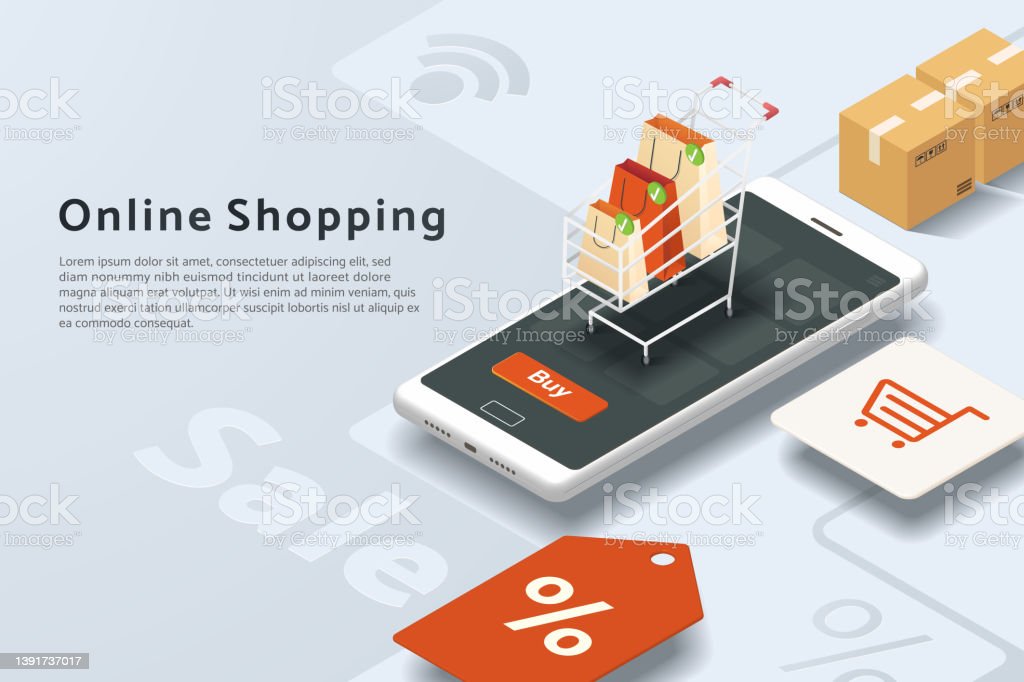 iStock
by Getty Images™
Online Shopping
Lorem ipsum dolor sit amet, consectetuer adipiscing elit, sed
diam nonummy nibh euismod tincidunt ut laoreet dolore
magna aliquam erat volutpat. Ut wisi enim ad minim veniam,
quis nostrud exerci tation ullamcorper suscipit lobortis nisl ut aliquip ex
ea commodo consequat.
Buy
Sale
%
%
1391737017